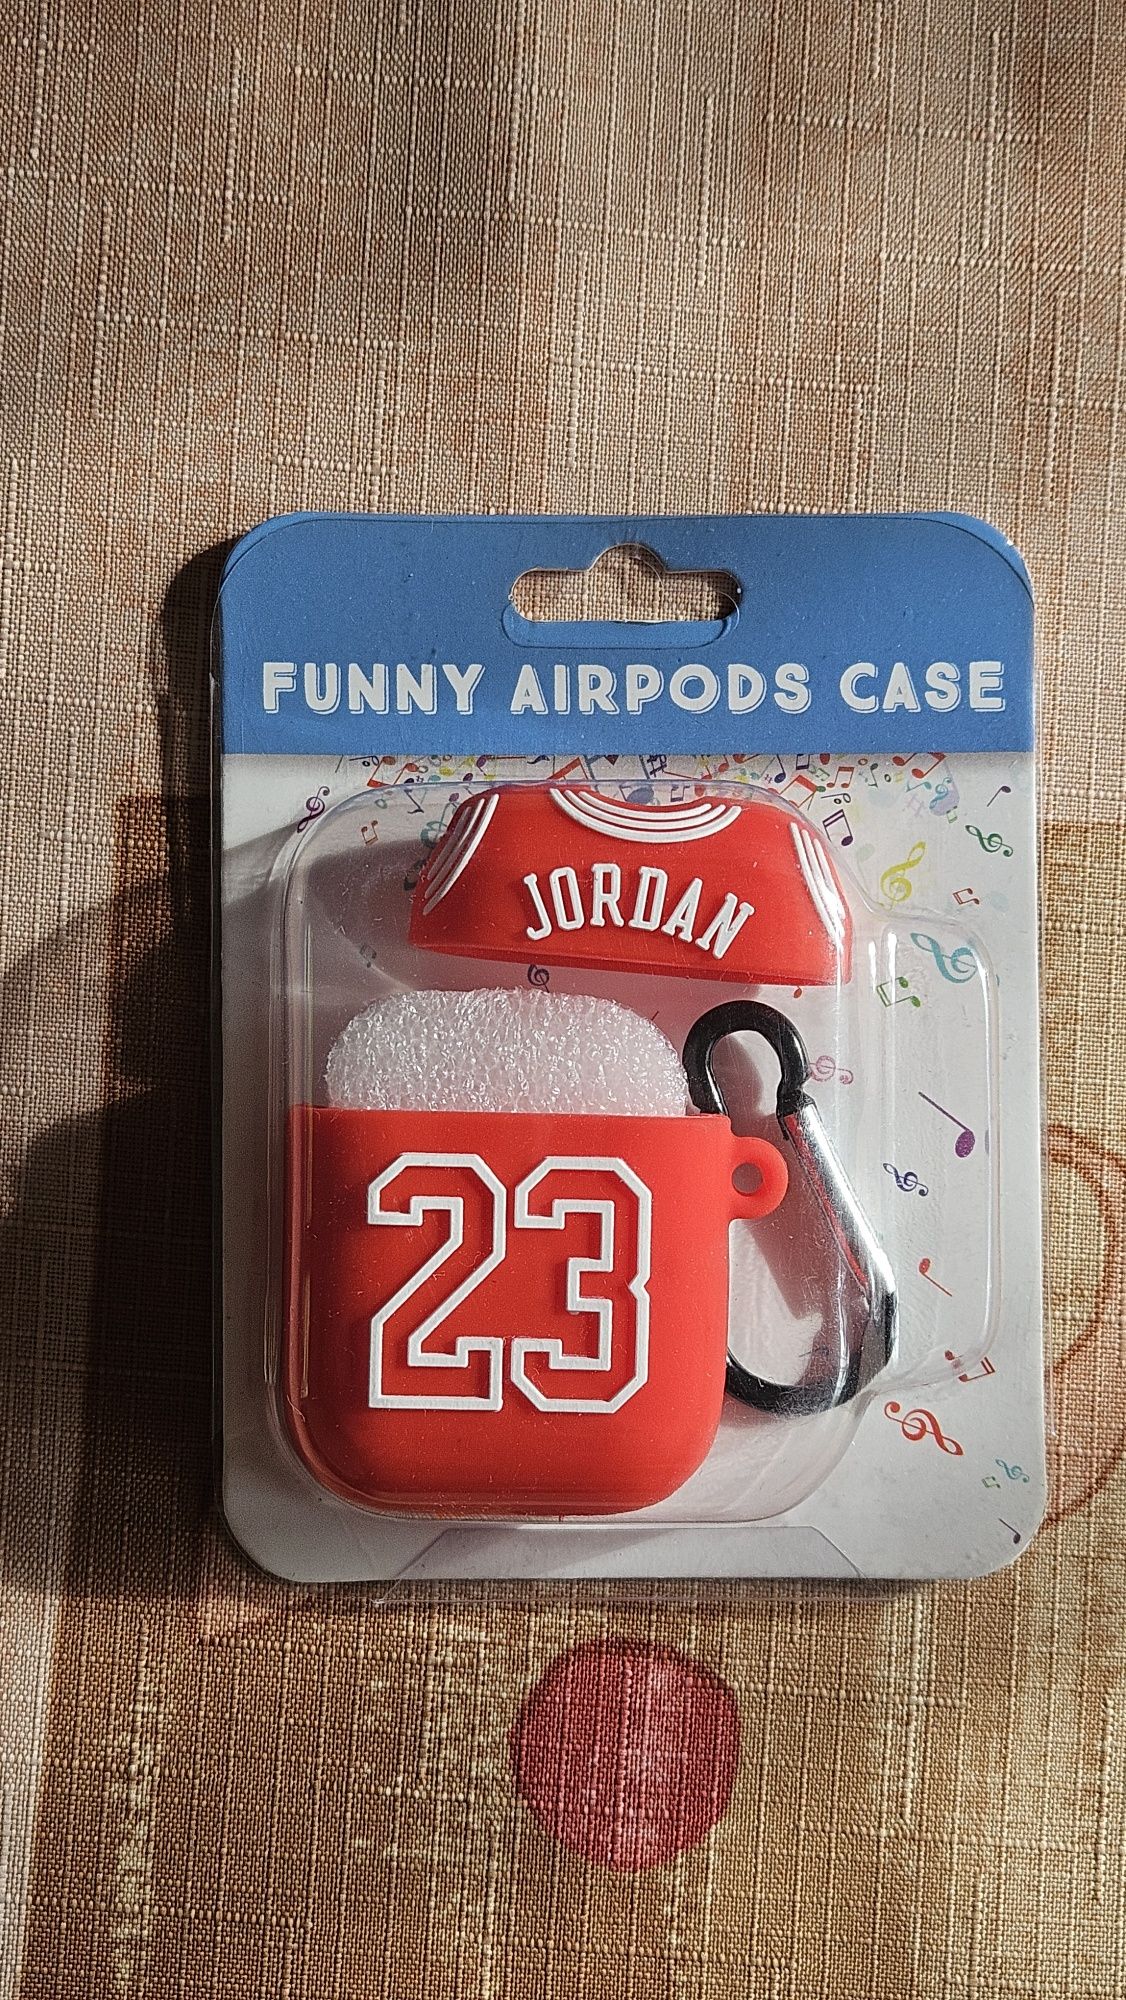 FUNNY AIRPODS CASE
JORDAN
23